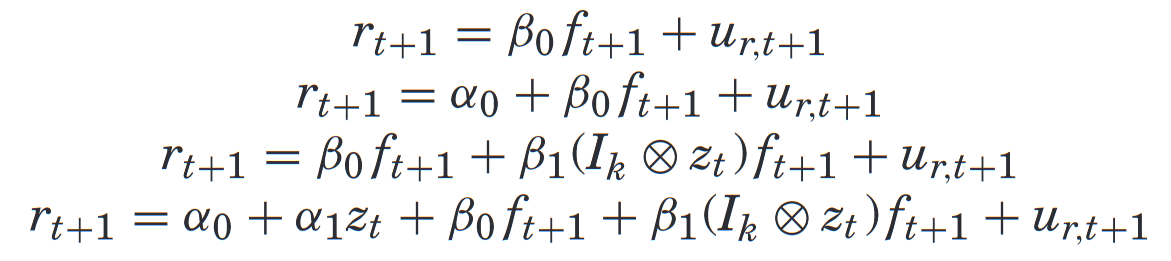 r_{t+1} = β_0 f_{t+1} + u_{r,t+1}
r_{t+1} = α_0 + β_0 f_{t+1} + u_{r,t+1}
r_{t+1} = β_0 f_{t+1} + β_1(I_k ⊗ z_t)f_{t+1} + u_{r,t+1}
r_{t+1} = α_0 + α_1 z_t + β_0 f_{t+1} + β_1(I_k ⊗ z_t)f_{t+1} + u_{r,t+1}